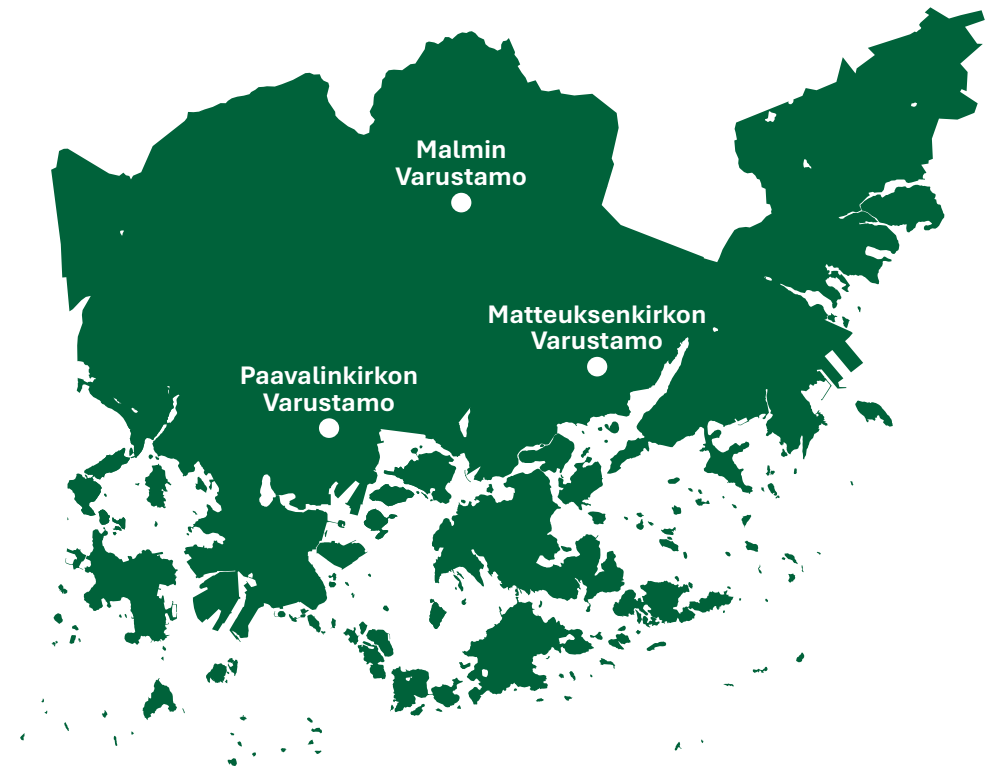 Malmin
Varustamo
Matteuksenkirkon
Varustamo
Paavalinkirkon
Varustamo